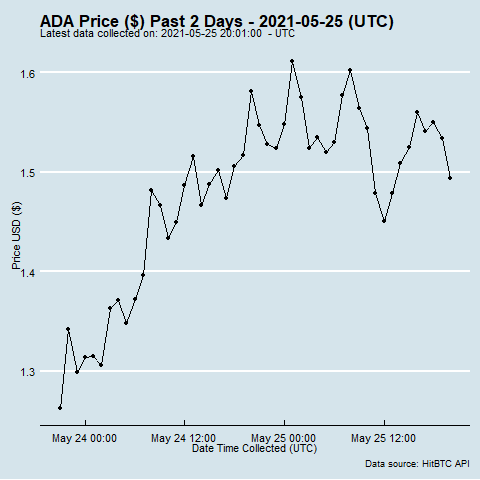 ADA Price ($) Past 2 Days - 2021-05-25 (UTC)
Latest data collected on: 2021-05-25 20:01:00  - UTC
1.6
1.5
1.4
1.3
Price USD ($)
May 24 00:00
May 24 12:00
May 25 00:00
May 25 12:00
Date Time Collected (UTC)
Data source: HitBTC API